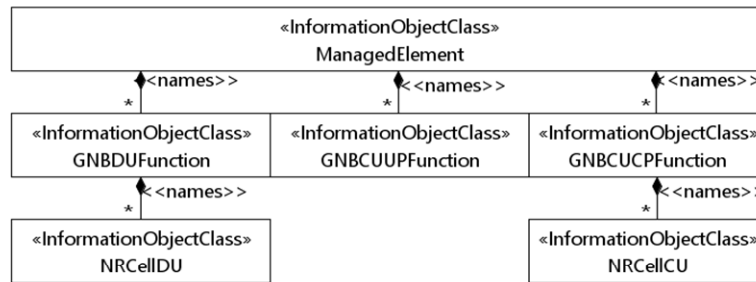 «InformationObjectClass»
ManagedElement
<<names>>
<<names>>
<<names>>
*
*
*
«InformationObjectClass»
GNBDUFunction
«InformationObjectClass»
GNBCUUPFunction
«InformationObjectClass»
GNBCUCPFunction
<<names>>
<<names>>
*
*
«InformationObjectClass»
NRCellDU
«InformationObjectClass»
NRCellCU